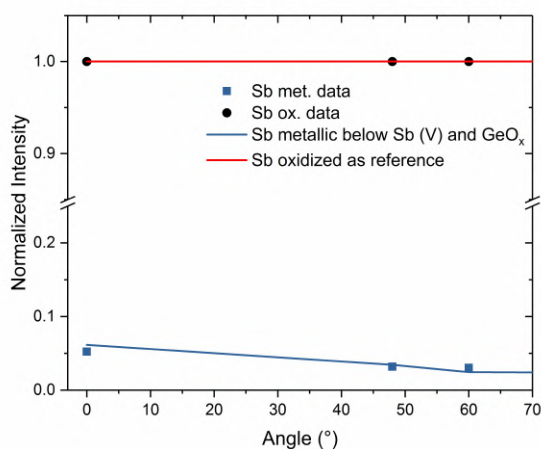 1.0
0.9
0.2
0.1
0.0
Normalized Intensity
Sb met. data
Sb ox. data
Sb metallic below Sb (V) and GeOₓ
Sb oxidized as reference
0 10 20 30 40 50 60 70
Angle (°)